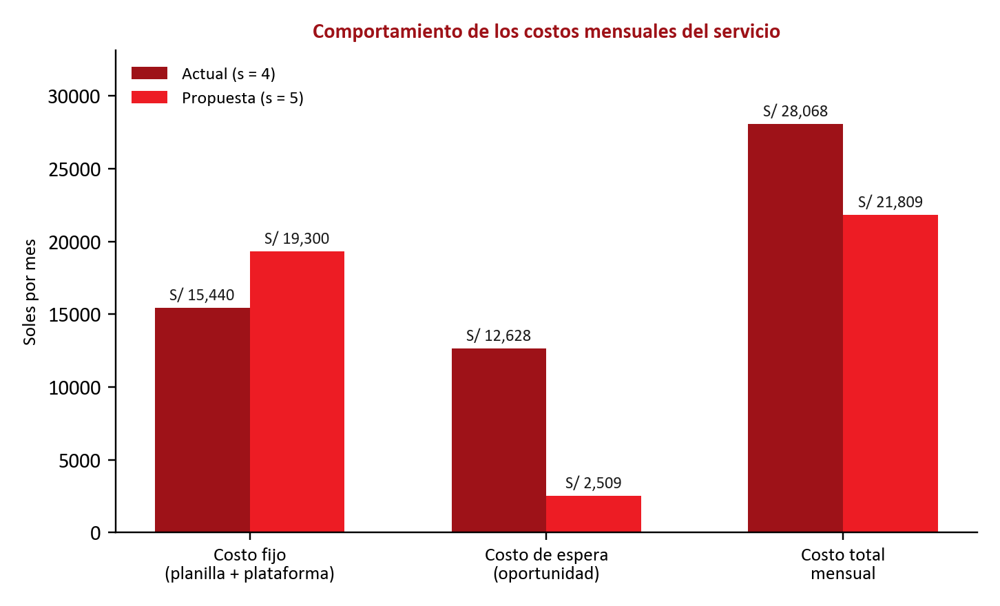 Comportamiento de los costos mensuales del servicio
Actual (s = 4)
Propuesta (s = 5)
Soles por mes
30000
25000
20000
15000
10000
5000
0
S/ 15,440
S/ 19,300
S/ 12,628
S/ 2,509
S/ 28,068
S/ 21,809
Costo fijo
(planilla + plataforma)
Costo de espera
(oportunidad)
Costo total
mensual